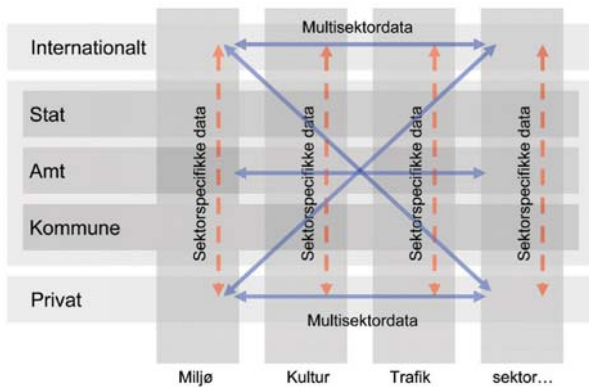 Multisektordata
Internationalt
Stat
Amt
Kommune
Privat
Sektorspecifikke data
Sektorspecifikke data
Sektorspecifikke data
Sektorspecifikke data
Multisektordata
Miljø
Kultur
Trafik
sektor...